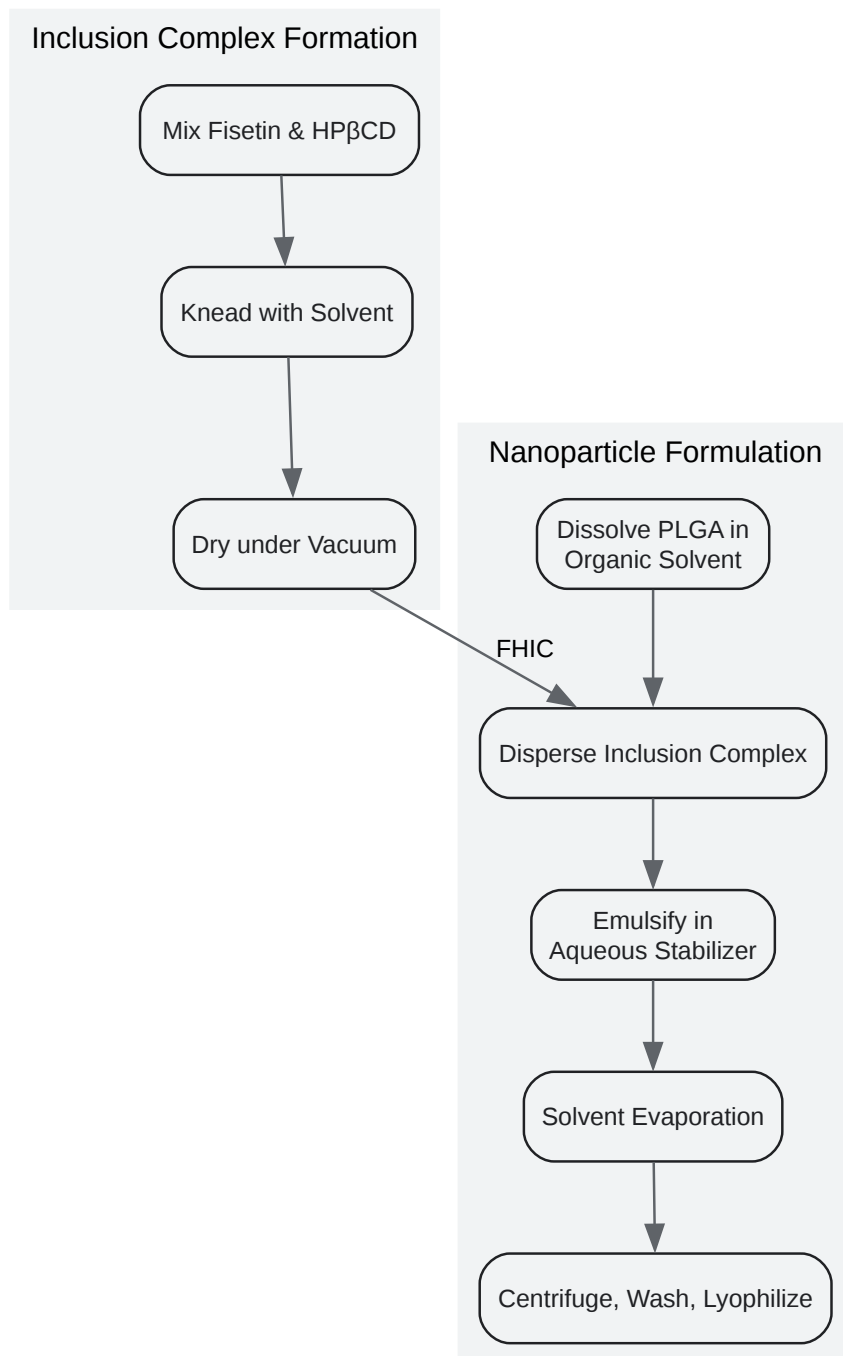 Inclusion Complex Formation
Mix Fisetin & HPβCD
Knead with Solvent
Dry under Vacuum
FHIC
Nanoparticle Formulation
Dissolve PLGA in
Organic Solvent
Disperse Inclusion Complex
Emulsify in
Aqueous Stabilizer
Solvent Evaporation
Centrifuge, Wash, Lyophilize